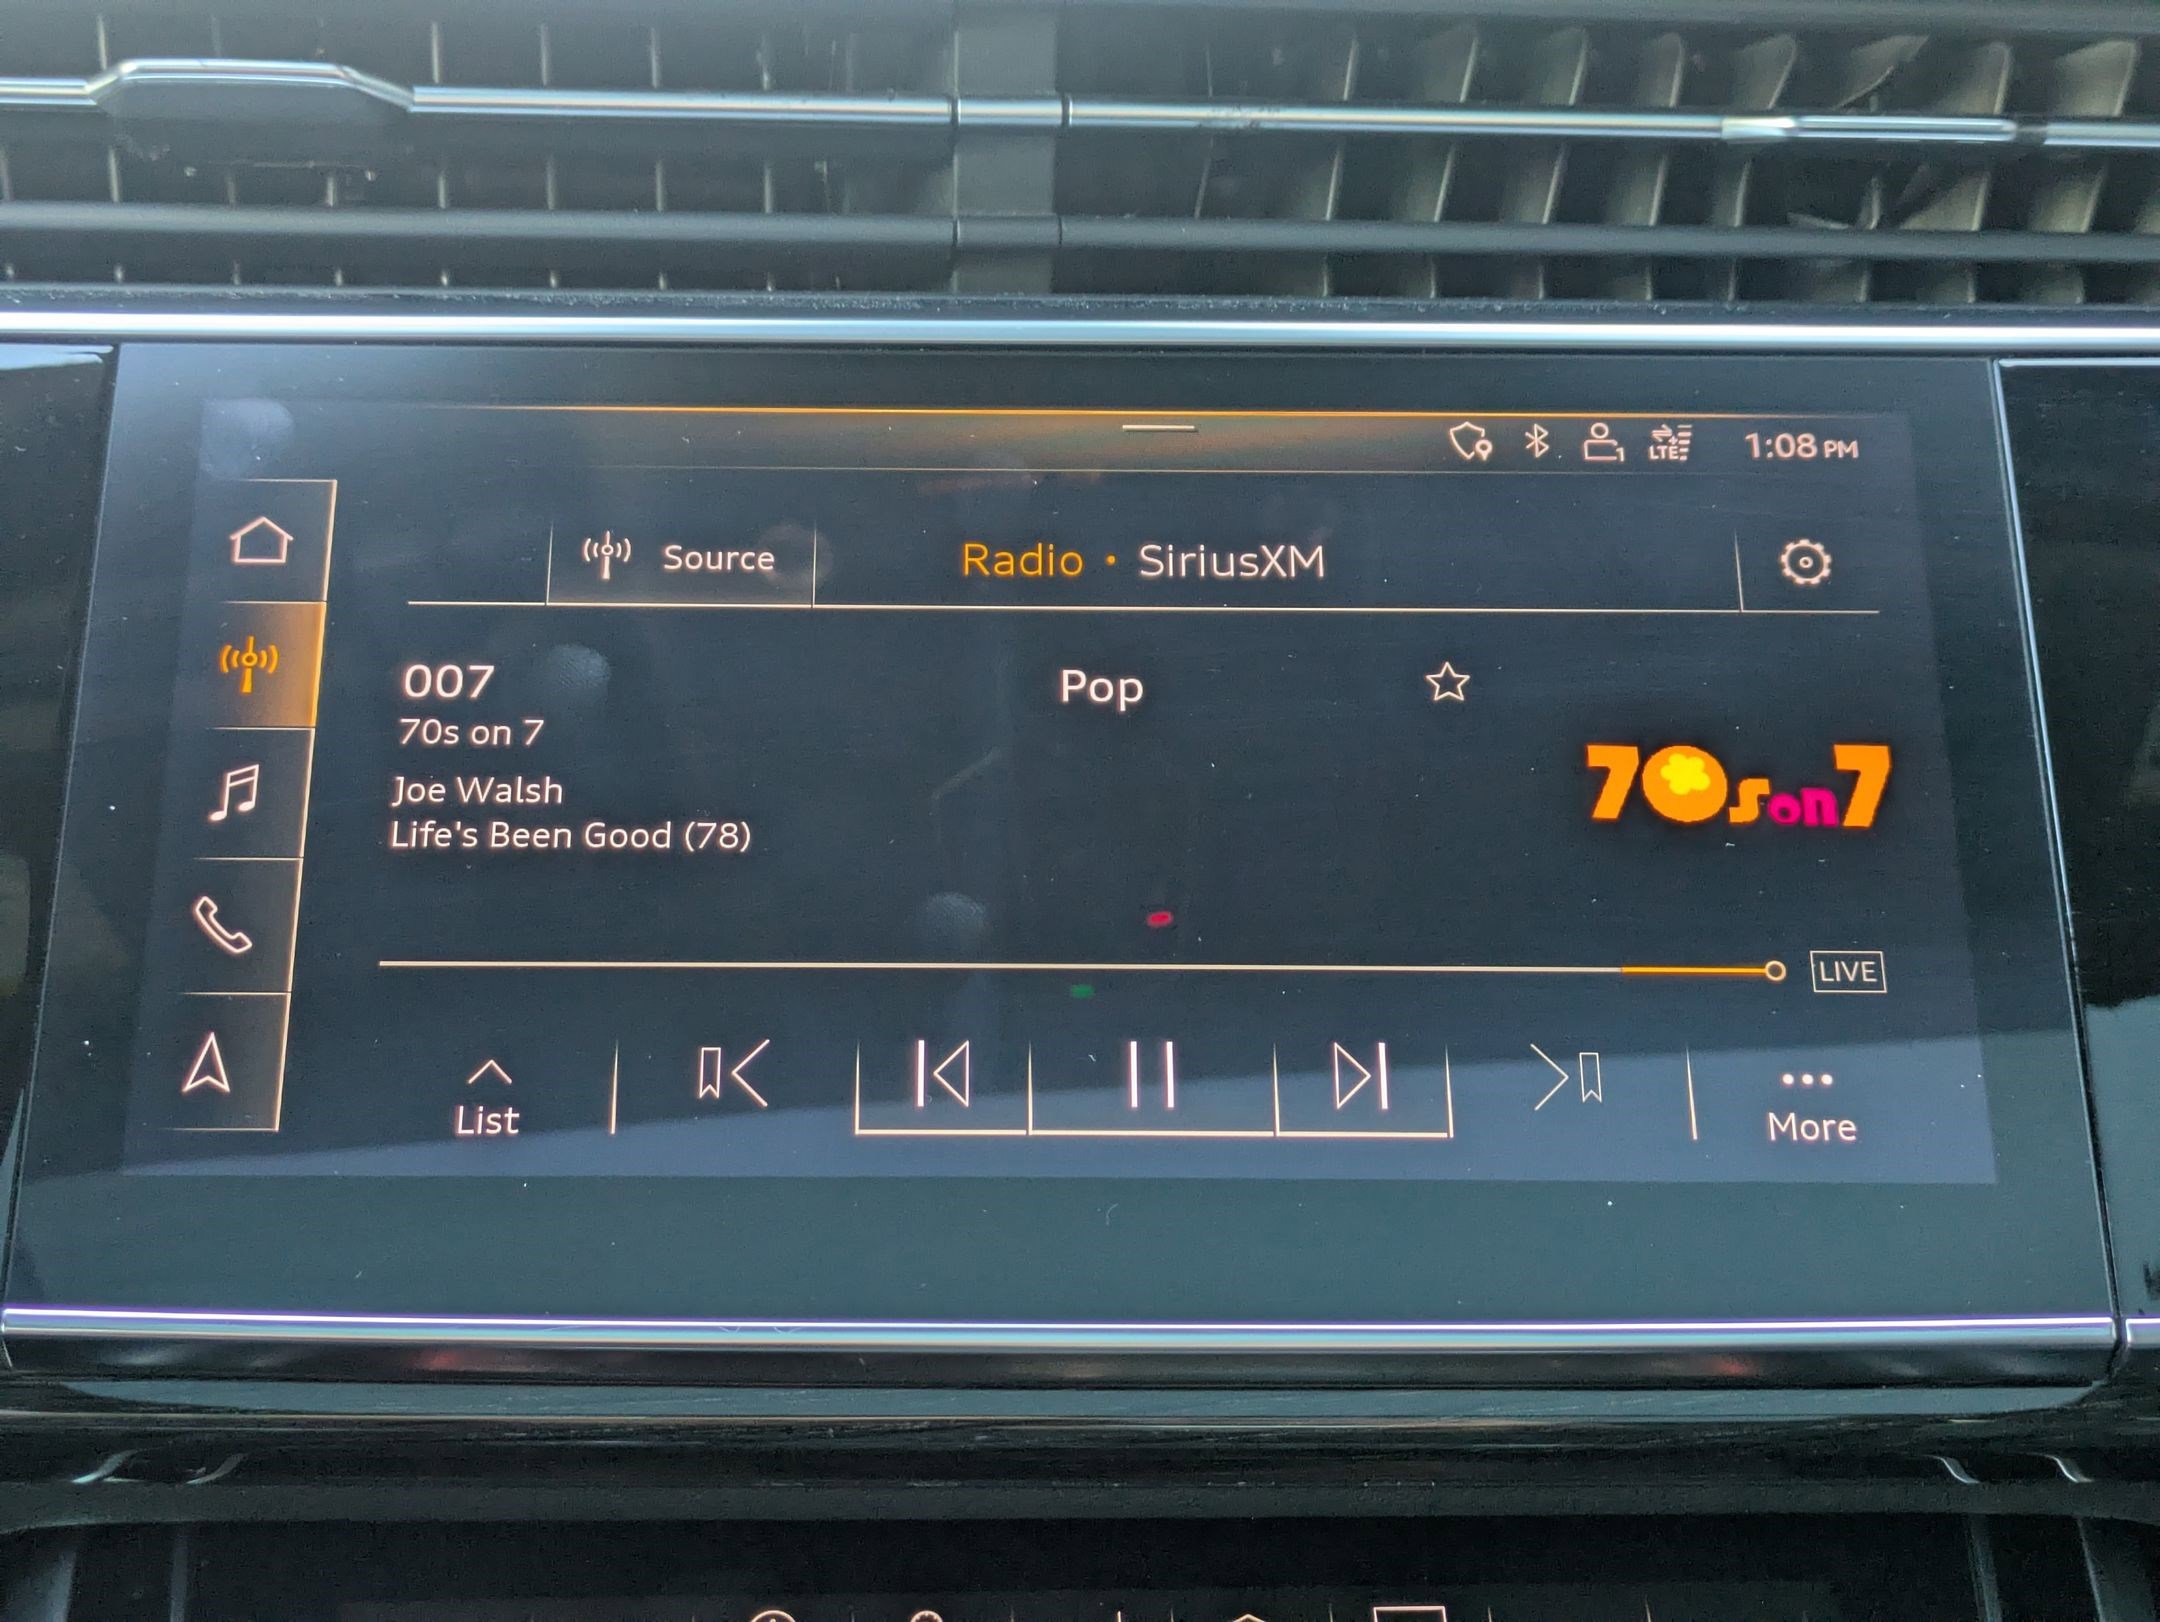 LTE 1:08 PM
Source Radio • SiriusXM
007 Pop
70s on 7
Joe Walsh
Life's Been Good (78)
70s on 7
LIVE
List More